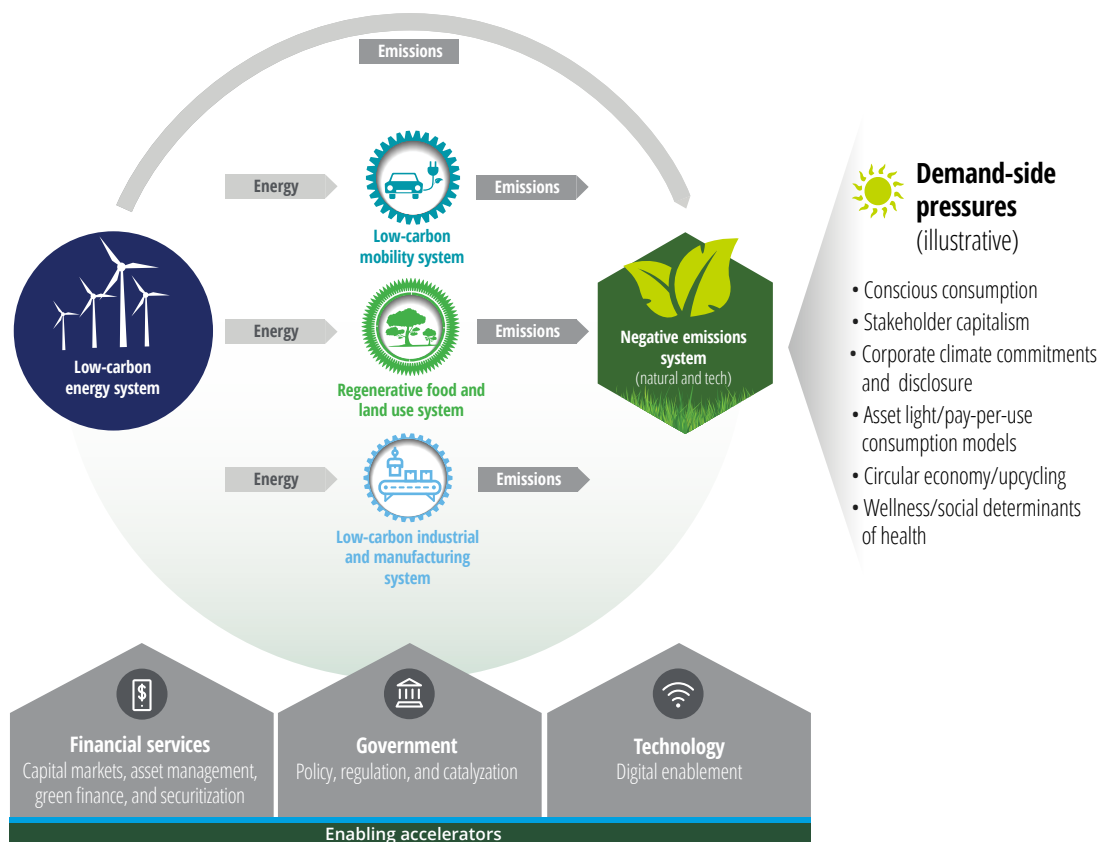 Emissions
Energy
Emissions
Low-carbon
mobility system
Low-carbon
energy system
Energy
Emissions
Regenerative food and
land use system
Negative emissions
system
(natural and tech)
Energy
Emissions
Low-carbon industrial
and manufacturing
system
Demand-side
pressures
(illustrative)
• Conscious consumption
• Stakeholder capitalism
• Corporate climate commitments
and disclosure
• Asset light/pay-per-use
consumption models
• Circular economy/upcycling
• Wellness/social determinants
of health
$
Financial services
Capital markets, asset management,
green finance, and securitization
Government
Policy, regulation, and catalyzation
Technology
Digital enablement
Enabling accelerators